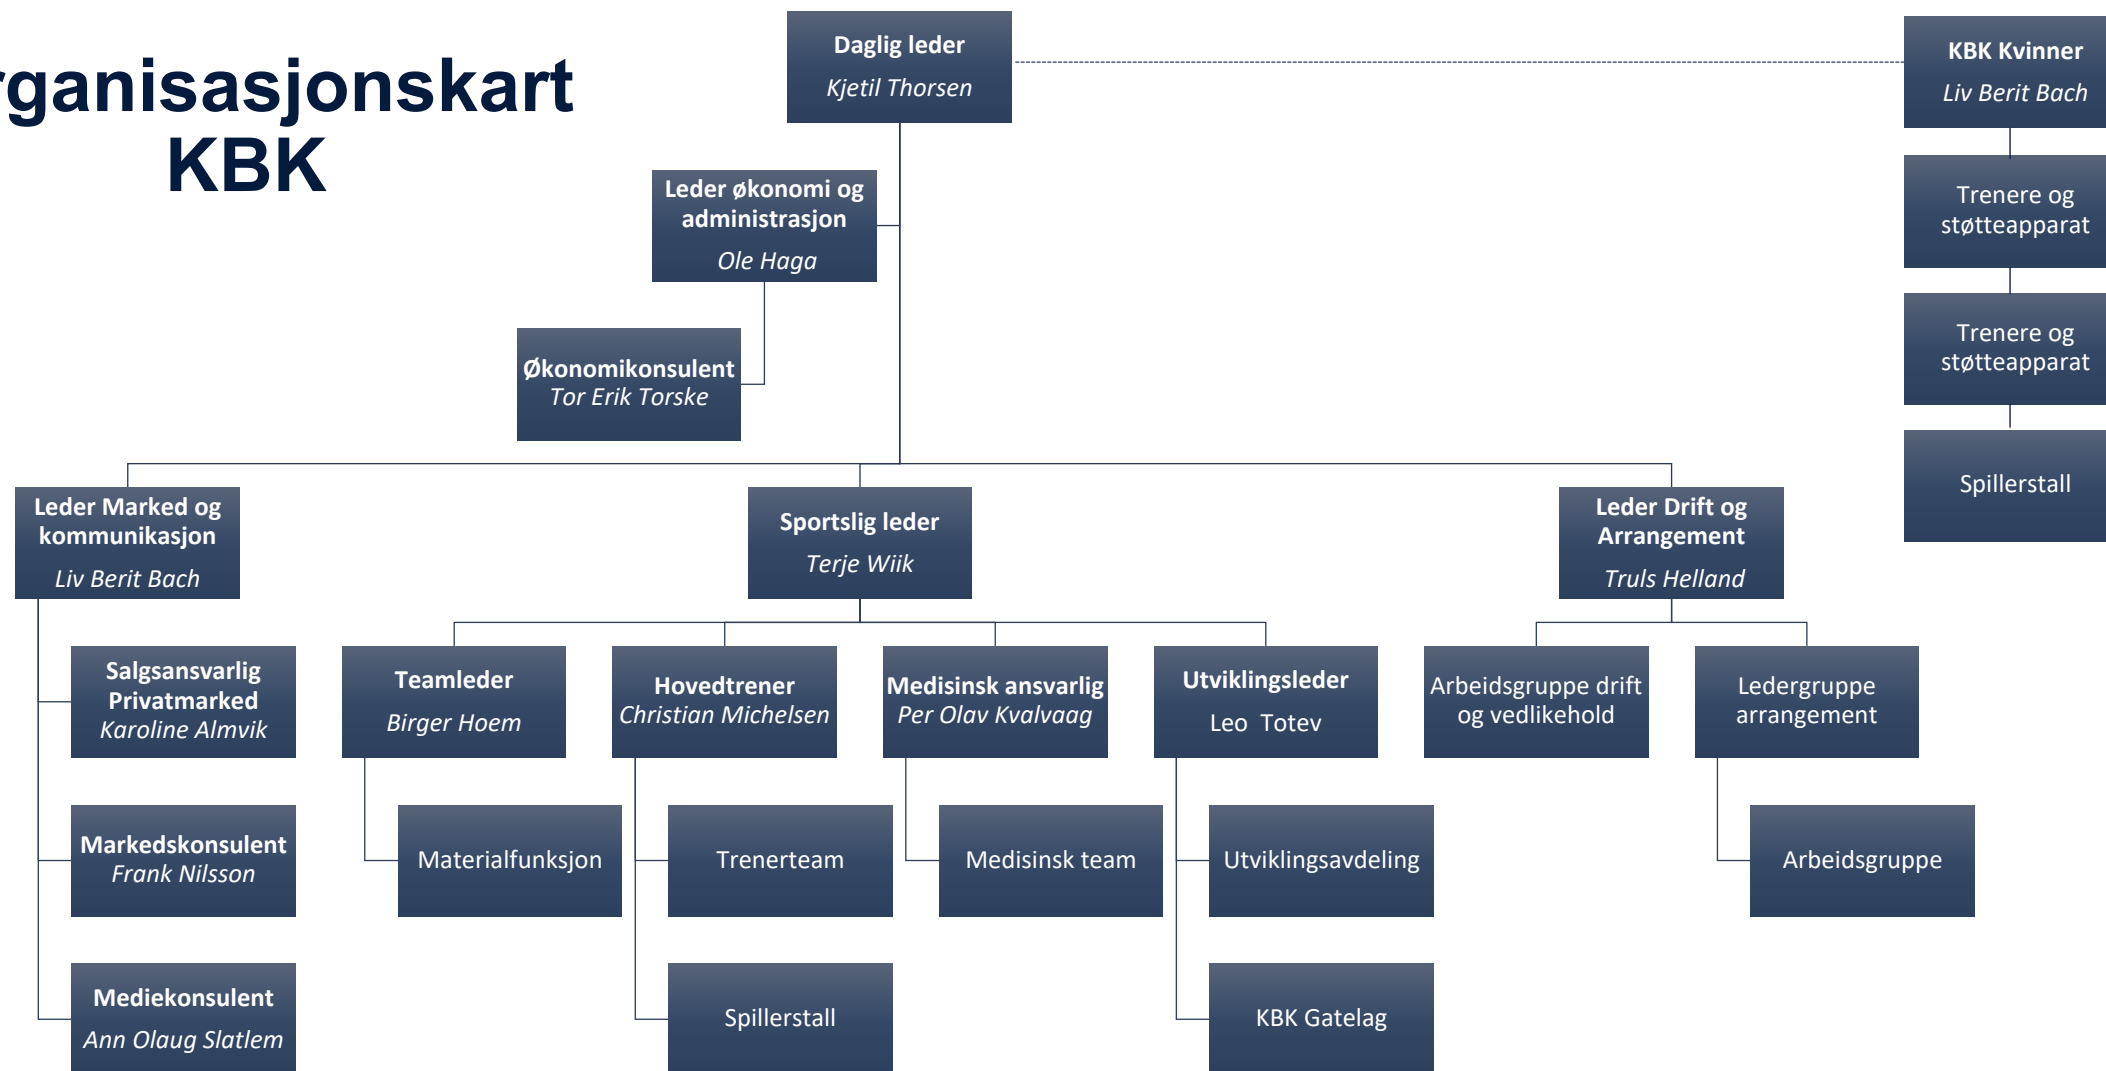 rganisasjonskart
KBK
Daglig leder
Kjetil Thorsen
KBK Kvinner
Liv Berit Bach
Leder økonomi og
administrasjon
Ole Haga
Trenere og
støtteapparat
Økonomikonsulent
Tor Erik Torske
Trenere og
støtteapparat
Spillerstall
Leder Marked og
kommunikasjon
Liv Berit Bach
Sportslig leder
Terje Wiik
Leder Drift og
Arrangement
Truls Helland
Salgsansvarlig
Privatmarked
Karoline Almvik
Teamleder
Birger Hoem
Hovedtrener
Christian Michelsen
Medisinsk ansvarlig
Per Olav Kvalvaag
Utviklingsleder
Leo  Totev
Arbeidsgruppe drift
og vedlikehold
Ledergruppe
arrangement
Markedskonsulent
Frank Nilsson
Materialfunksjon
Trenerteam
Medisinsk team
Utviklingsavdeling
Arbeidsgruppe
Mediekonsulent
Ann Olaug Slatlem
Spillerstall
KBK Gatelag